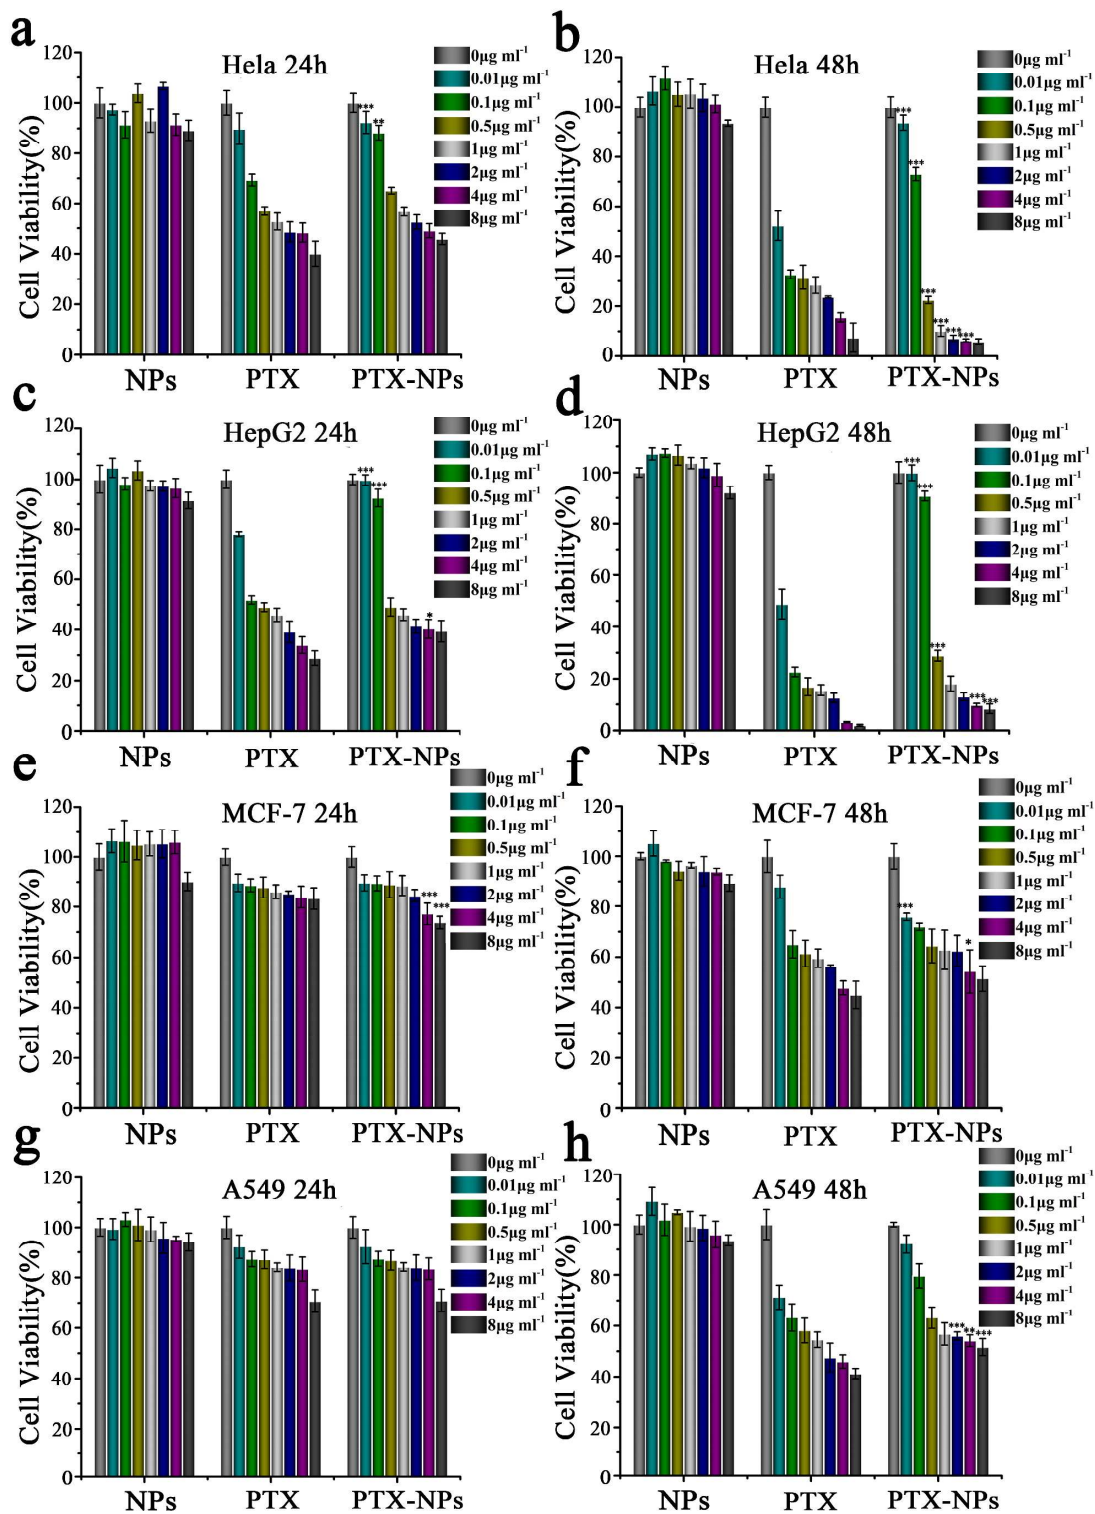 a
Hela 24h
Cell Viability(%)
120
100
80
60
40
20
0
*** **
NPs PTX PTX-NPs
0μg ml-1
0.01μg ml-1
0.1μg ml-1
0.5μg ml-1
1μg ml-1
2μg ml-1
4μg ml-1
8μg ml-1
b
Hela 48h
Cell Viability(%)
120
100
80
60
40
20
0
*** *** *** *** *** ***
NPs PTX PTX-NPs
0μg ml-1
0.01μg ml-1
0.1μg ml-1
0.5μg ml-1
1μg ml-1
2μg ml-1
4μg ml-1
8μg ml-1
c
HepG2 24h
Cell Viability(%)
120
100
80
60
40
20
0
*** *** *
NPs PTX PTX-NPs
0μg ml-1
0.01μg ml-1
0.1μg ml-1
0.5μg ml-1
1μg ml-1
2μg ml-1
4μg ml-1
8μg ml-1
d
HepG2 48h
Cell Viability(%)
120
100
80
60
40
20
0
*** *** *** *** ***
NPs PTX PTX-NPs
0μg ml-1
0.01μg ml-1
0.1μg ml-1
0.5μg ml-1
1μg ml-1
2μg ml-1
4μg ml-1
8μg ml-1
e
MCF-7 24h
Cell Viability(%)
120
100
80
60
40
20
0
*** ***
NPs PTX PTX-NPs
0μg ml-1
0.01μg ml-1
0.1μg ml-1
0.5μg ml-1
1μg ml-1
2μg ml-1
4μg ml-1
8μg ml-1
f
MCF-7 48h
Cell Viability(%)
120
100
80
60
40
20
0
*** *
NPs PTX PTX-NPs
0μg ml-1
0.01μg ml-1
0.1μg ml-1
0.5μg ml-1
1μg ml-1
2μg ml-1
4μg ml-1
8μg ml-1
g
A549 24h
Cell Viability(%)
120
100
80
60
40
20
0
NPs PTX PTX-NPs
0μg ml-1
0.01μg ml-1
0.1μg ml-1
0.5μg ml-1
1μg ml-1
2μg ml-1
4μg ml-1
8μg ml-1
h
A549 48h
Cell Viability(%)
120
100
80
60
40
20
0
*** ** ***
NPs PTX PTX-NPs
0μg ml-1
0.01μg ml-1
0.1μg ml-1
0.5μg ml-1
1μg ml-1
2μg ml-1
4μg ml-1
8μg ml-1